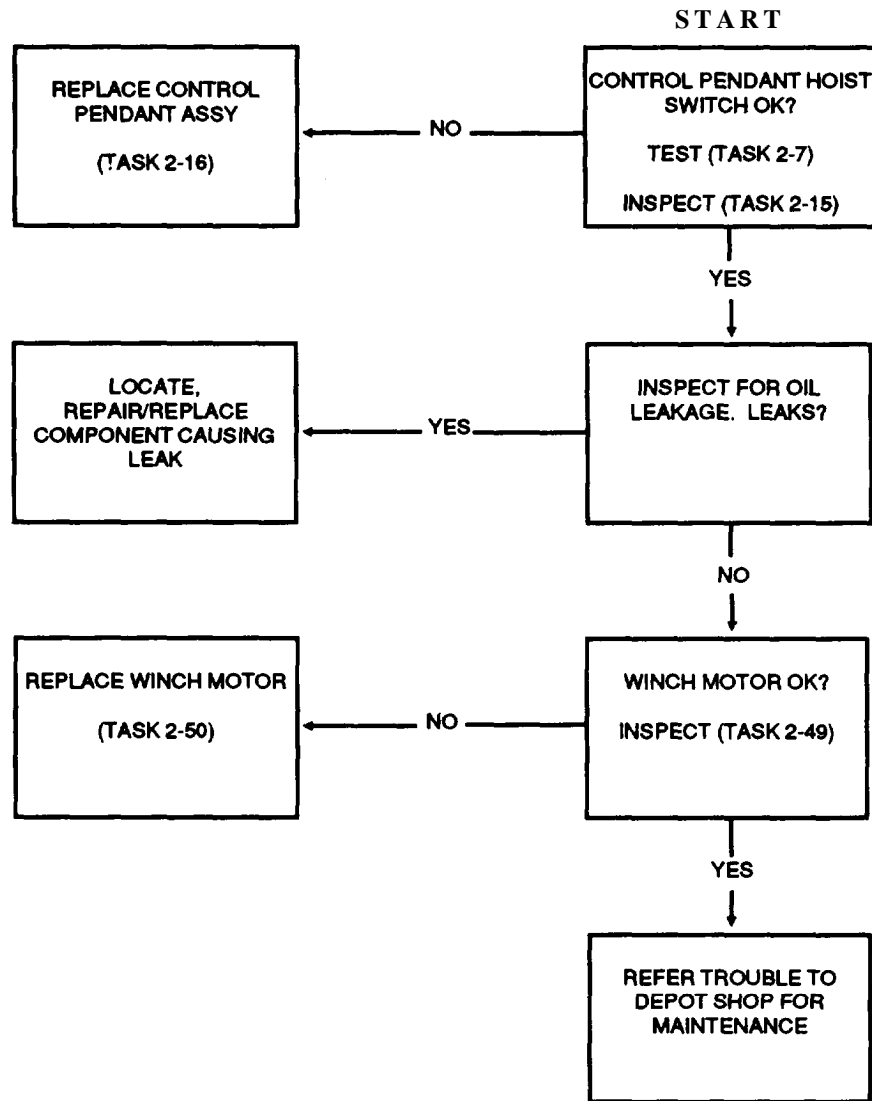 START
CONTROL PENDANT HOIST
SWITCH OK?
TEST (TASK 2-7)
INSPECT (TASK 2-15)
NO
REPLACE CONTROL
PENDANT ASSY
(TASK 2-16)
YES
INSPECT FOR OIL
LEAKAGE. LEAKS?
YES
LOCATE,
REPAIR/REPLACE
COMPONENT CAUSING
LEAK
NO
WINCH MOTOR OK?
INSPECT (TASK 2-49)
NO
REPLACE WINCH MOTOR
(TASK 2-50)
YES
REFER TROUBLE TO
DEPOT SHOP FOR
MAINTENANCE